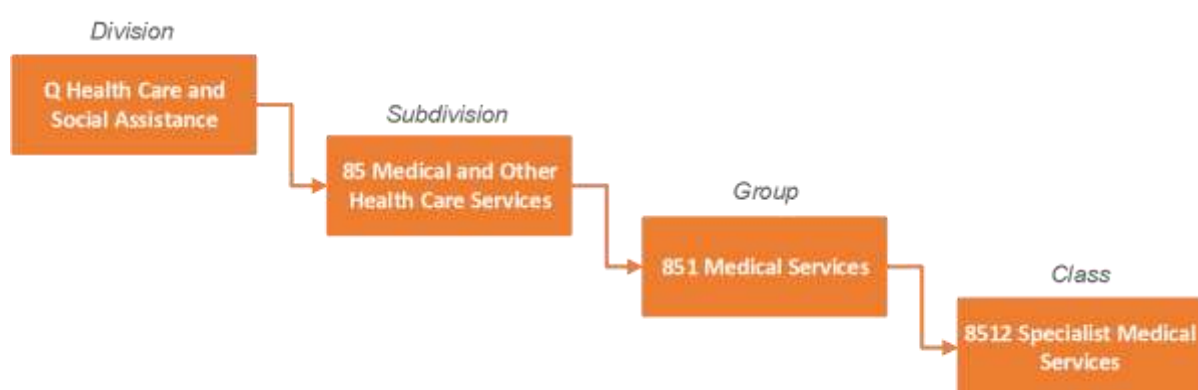 Division
Q Health Care and
Social Assistance
Subdivision
85 Medical and Other
Health Care Services
Group
851 Medical Services
Class
8512 Specialist Medical
Services